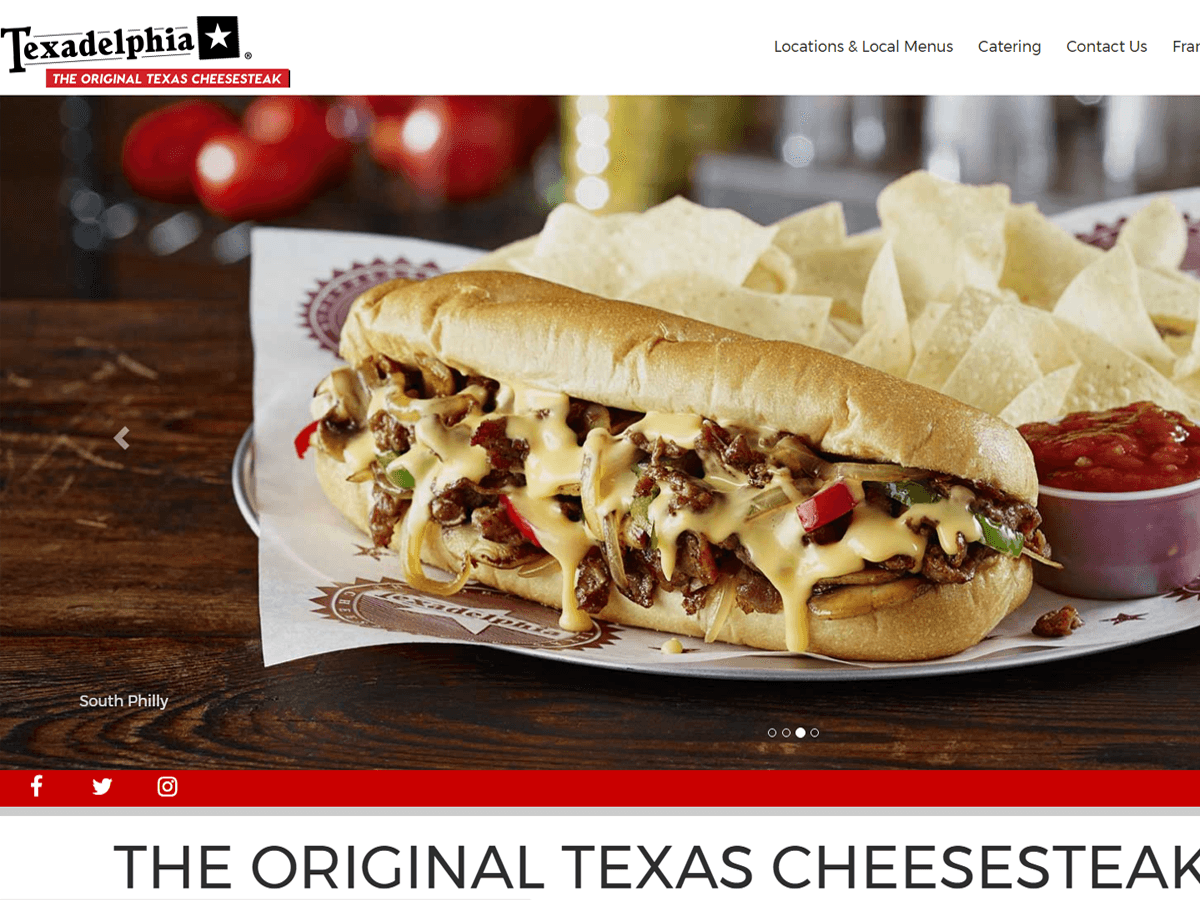 Texadelphia ®
THE ORIGINAL TEXAS CHEESESTEAK
Locations & Local Menus Catering Contact Us Fran
Texadelphia
South Philly
THE ORIGINAL TEXAS CHEESESTEAK